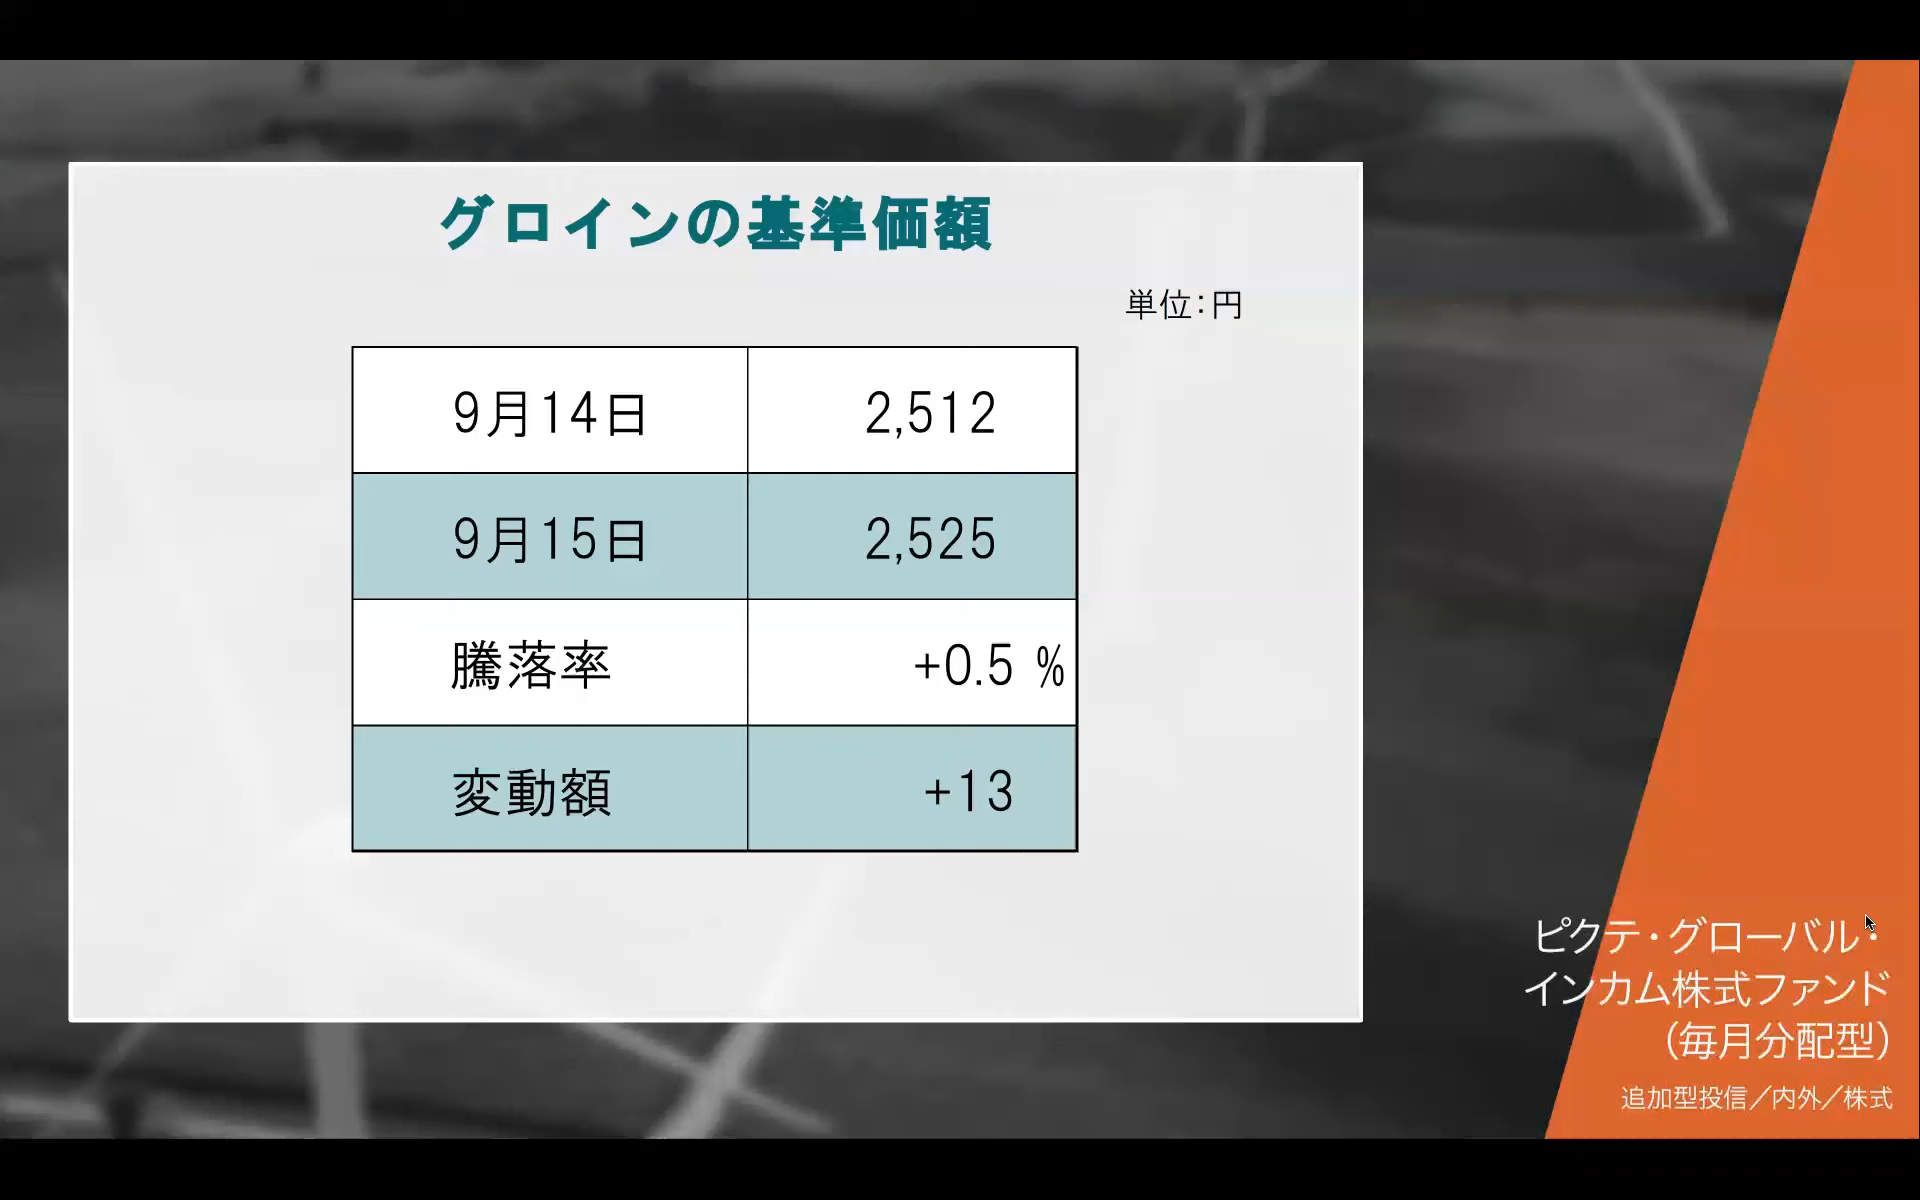 グロインの基準価額
単位：円
9月14日 2,512
9月15日 2,525
騰落率 +0.5 %
変動額 +13
ピクテ・グローバル・
インカム株式ファンド
（毎月分配型）
追加型投信／内外／株式